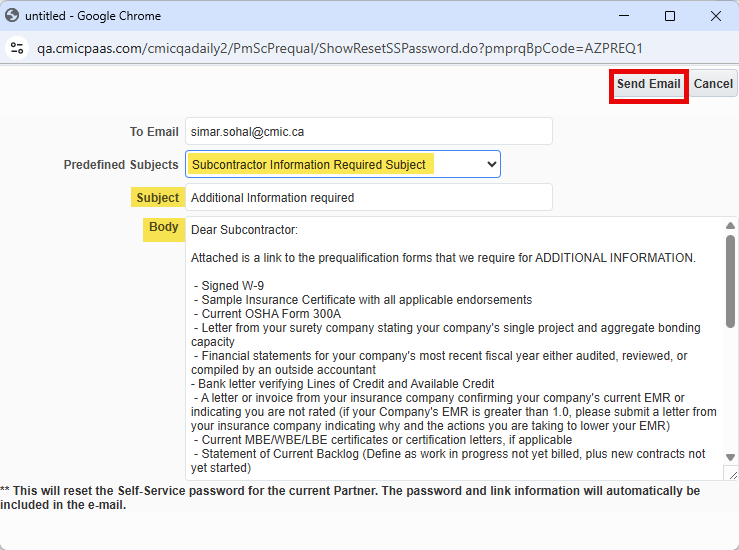 untitled - Google Chrome
qa.cmicpaas.com/cmicqadaily2/PmScPrequal/ShowResetSSPassword.do?pmprqBpCode=AZPREQ1
Send Email Cancel
To Email simar.sohal@cmic.ca
Predefined Subjects Subcontractor Information Required Subject
Subject Additional Information required
Body Dear Subcontractor:
Attached is a link to the prequalification forms that we require for ADDITIONAL INFORMATION.
- Signed W-9
- Sample Insurance Certificate with all applicable endorsements
- Current OSHA Form 300A
- Letter from your surety company stating your company's single project and aggregate bonding
capacity
- Financial statements for your company's most recent fiscal year either audited, reviewed, or
compiled by an outside accountant
- Bank letter verifying Lines of Credit and Available Credit
- A letter or invoice from your insurance company confirming your company's current EMR or
indicating you are not rated (if your Company's EMR is greater than 1.0, please submit a letter from
your insurance company indicating why and the actions you are taking to lower your EMR)
- Current MBE/WBE/LBE certificates or certification letters, if applicable
- Statement of Current Backlog (Define as work in progress not yet billed, plus new contracts not
yet started)
** This will reset the Self-Service password for the current Partner. The password and link information will automatically be
included in the e-mail.